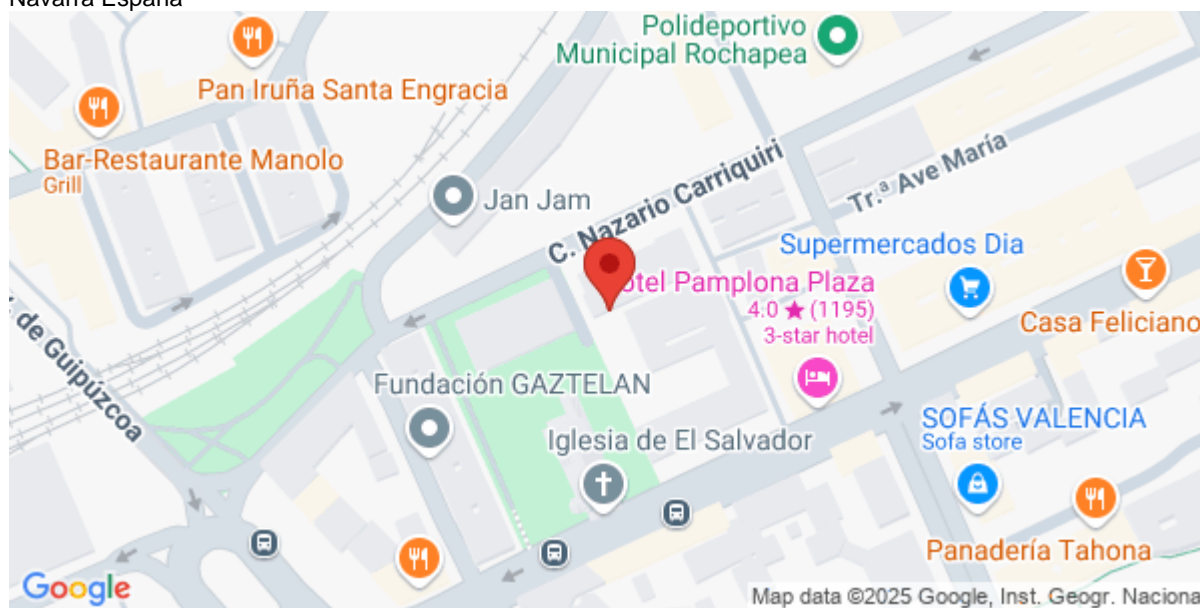 Navarra España
Polideportivo
Municipal Rochapea
Pan Iruña Santa Engracia
Bar-Restaurante Manolo
Grill
Jan Jam
C. Nazario Carriquiri
Tr.ª Ave María
Supermercados Dia
otel Pamplona Plaza
4.0 ★ (1195)
3-star hotel
Casa Feliciano
de Guipúzcoa
Fundación GAZTELAN
Iglesia de El Salvador
SOFÁS VALENCIA
Sofa store
Panadería Tahona
Google
Map data ©2025 Google, Inst. Geogr. Naciona